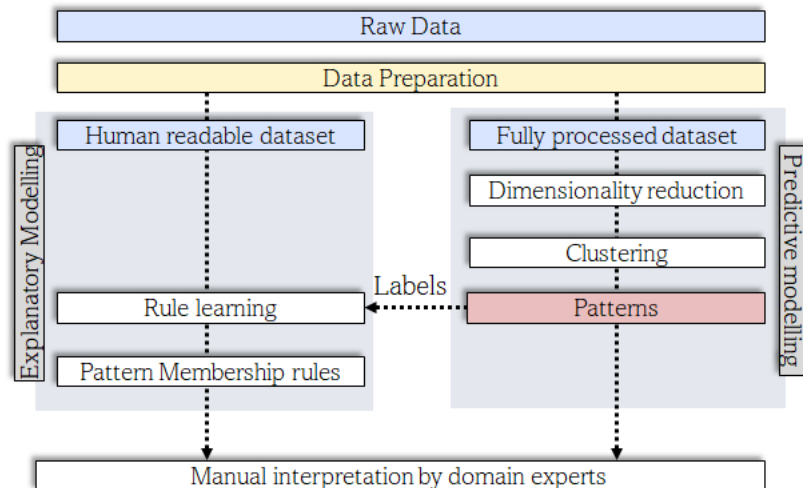 Raw Data
Data Preparation
Human readable dataset
Fully processed dataset
Explanatory Modelling
Predictive modelling
Dimensionality reduction
Clustering
Labels
Rule learning
Patterns
Pattern Membership rules
Manual interpretation by domain experts